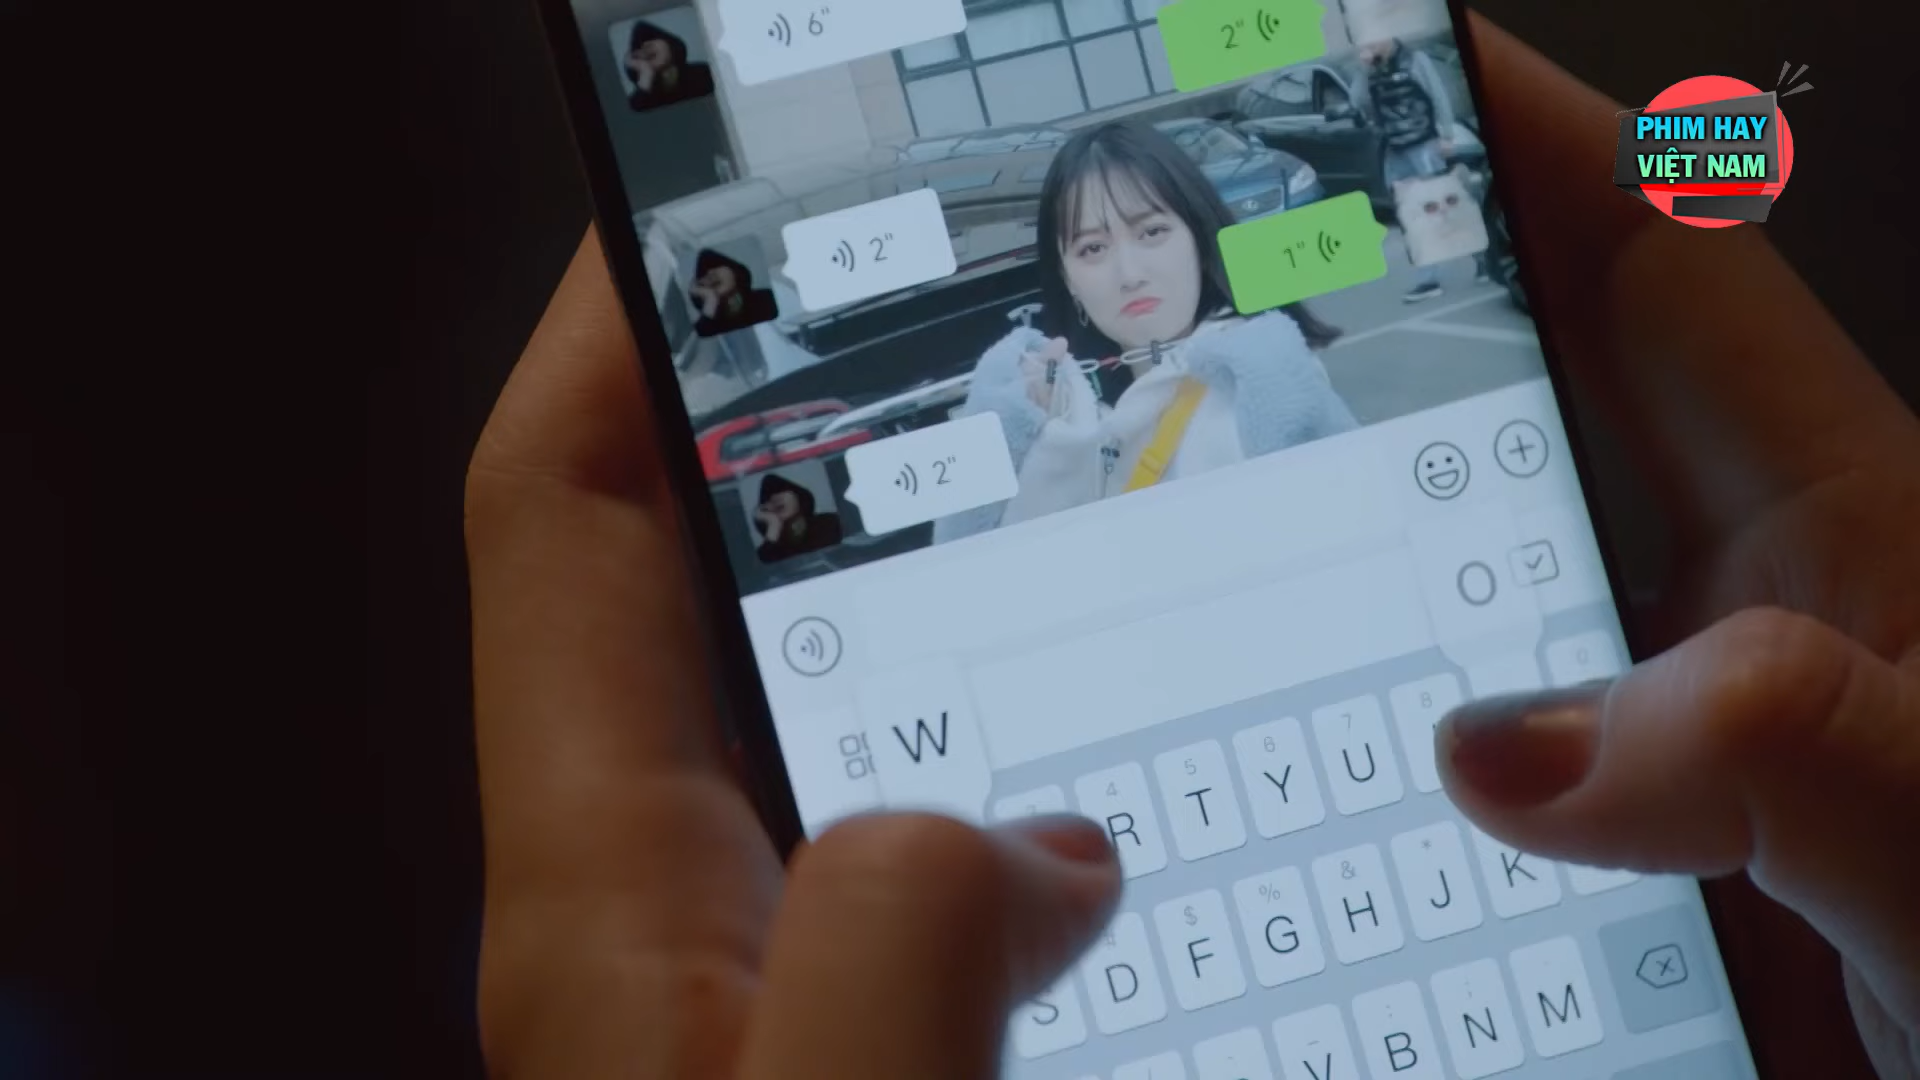 6"
2"
PHIM HAY
VIỆT NAM
2"
1"
2"
O
W
4 5 6 7 8
R T Y U
# $ % & *
S D F G H J K
V B N M